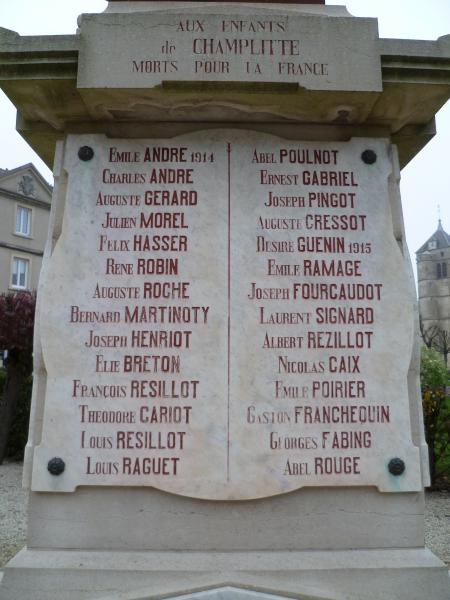 AUX ENFANTS
de CHAMPLITTE
MORTS POUR LA FRANCE
EMILE ANDRE 1914
CHARLES ANDRE
AUGUSTE GERARD
JULIEN MOREL
FELIX HASSER
RENE ROBIN
AUGUSTE ROCHE
BERNARD MARTINOTY
JOSEPH HENRIOT
ÉLIE BRETON
FRANÇOIS RESILLOT
THEODORE CARIOT
LOUIS RESILLOT
LOUIS RAGUET
ABEL POULNOT
ERNEST GABRIEL
JOSEPH PINGOT
AUGUSTE CRESSOT
DESIRE GUENIN 1915
EMILE RAMAGE
JOSEPH FOURCAUDOT
LAURENT SIGNARD
ALBERT REZILLOT
NICOLAS CAIX
EMILE POIRIER
GASTON FRANCHEQUIN
GEORGES FABING
ABEL ROUGE